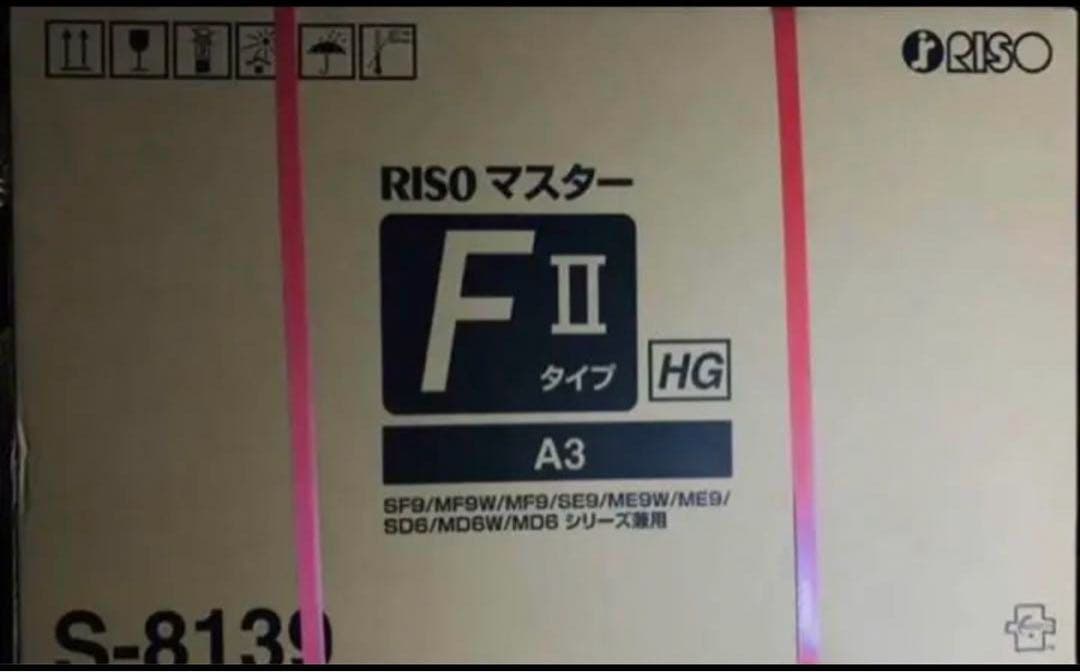 RISO
RISO マスター
F II
タイプ
HG
A3
SF9/MF9W/MF9/SE9/ME9W/ME9/
SD6/MD6W/MD6 シリーズ兼用
S-8139